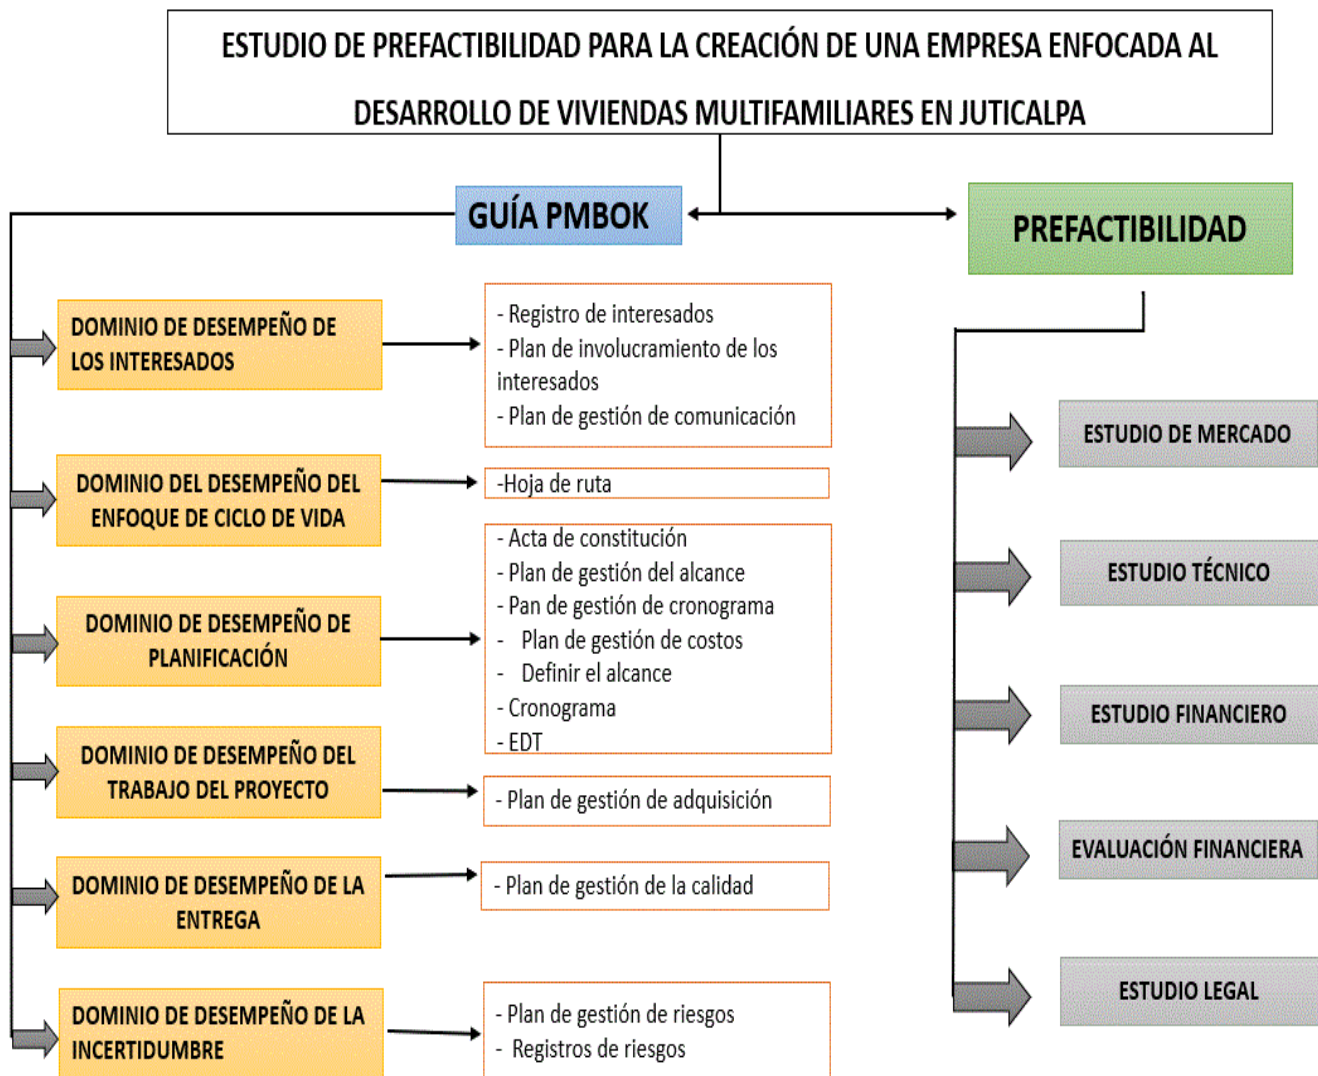 ESTUDIO DE PREFACTIBILIDAD PARA LA CREACIÓN DE UNA EMPRESA ENFOCADA AL
DESARROLLO DE VIVIENDAS MULTIFAMILIARES EN JUTICALPA
GUÍA PMBOK
PREFACTIBILIDAD
DOMINIO DE DESEMPEÑO DE
LOS INTERESADOS
- Registro de interesados
- Plan de involucramiento de los
interesados
- Plan de gestión de comunicación
DOMINIO DEL DESEMPEÑO DEL
ENFOQUE DE CICLO DE VIDA
-Hoja de ruta
DOMINIO DE DESEMPEÑO DE
PLANIFICACIÓN
- Acta de constitución
- Plan de gestión del alcance
- Pan de gestión de cronograma
- Plan de gestión de costos
- Definir el alcance
- Cronograma
- EDT
DOMINIO DE DESEMPEÑO DEL
TRABAJO DEL PROYECTO
- Plan de gestión de adquisición
DOMINIO DE DESEMPEÑO DE LA
ENTREGA
- Plan de gestión de la calidad
DOMINIO DE DESEMPEÑO DE LA
INCERTIDUMBRE
- Plan de gestión de riesgos
- Registros de riesgos
ESTUDIO DE MERCADO
ESTUDIO TÉCNICO
ESTUDIO FINANCIERO
EVALUACIÓN FINANCIERA
ESTUDIO LEGAL